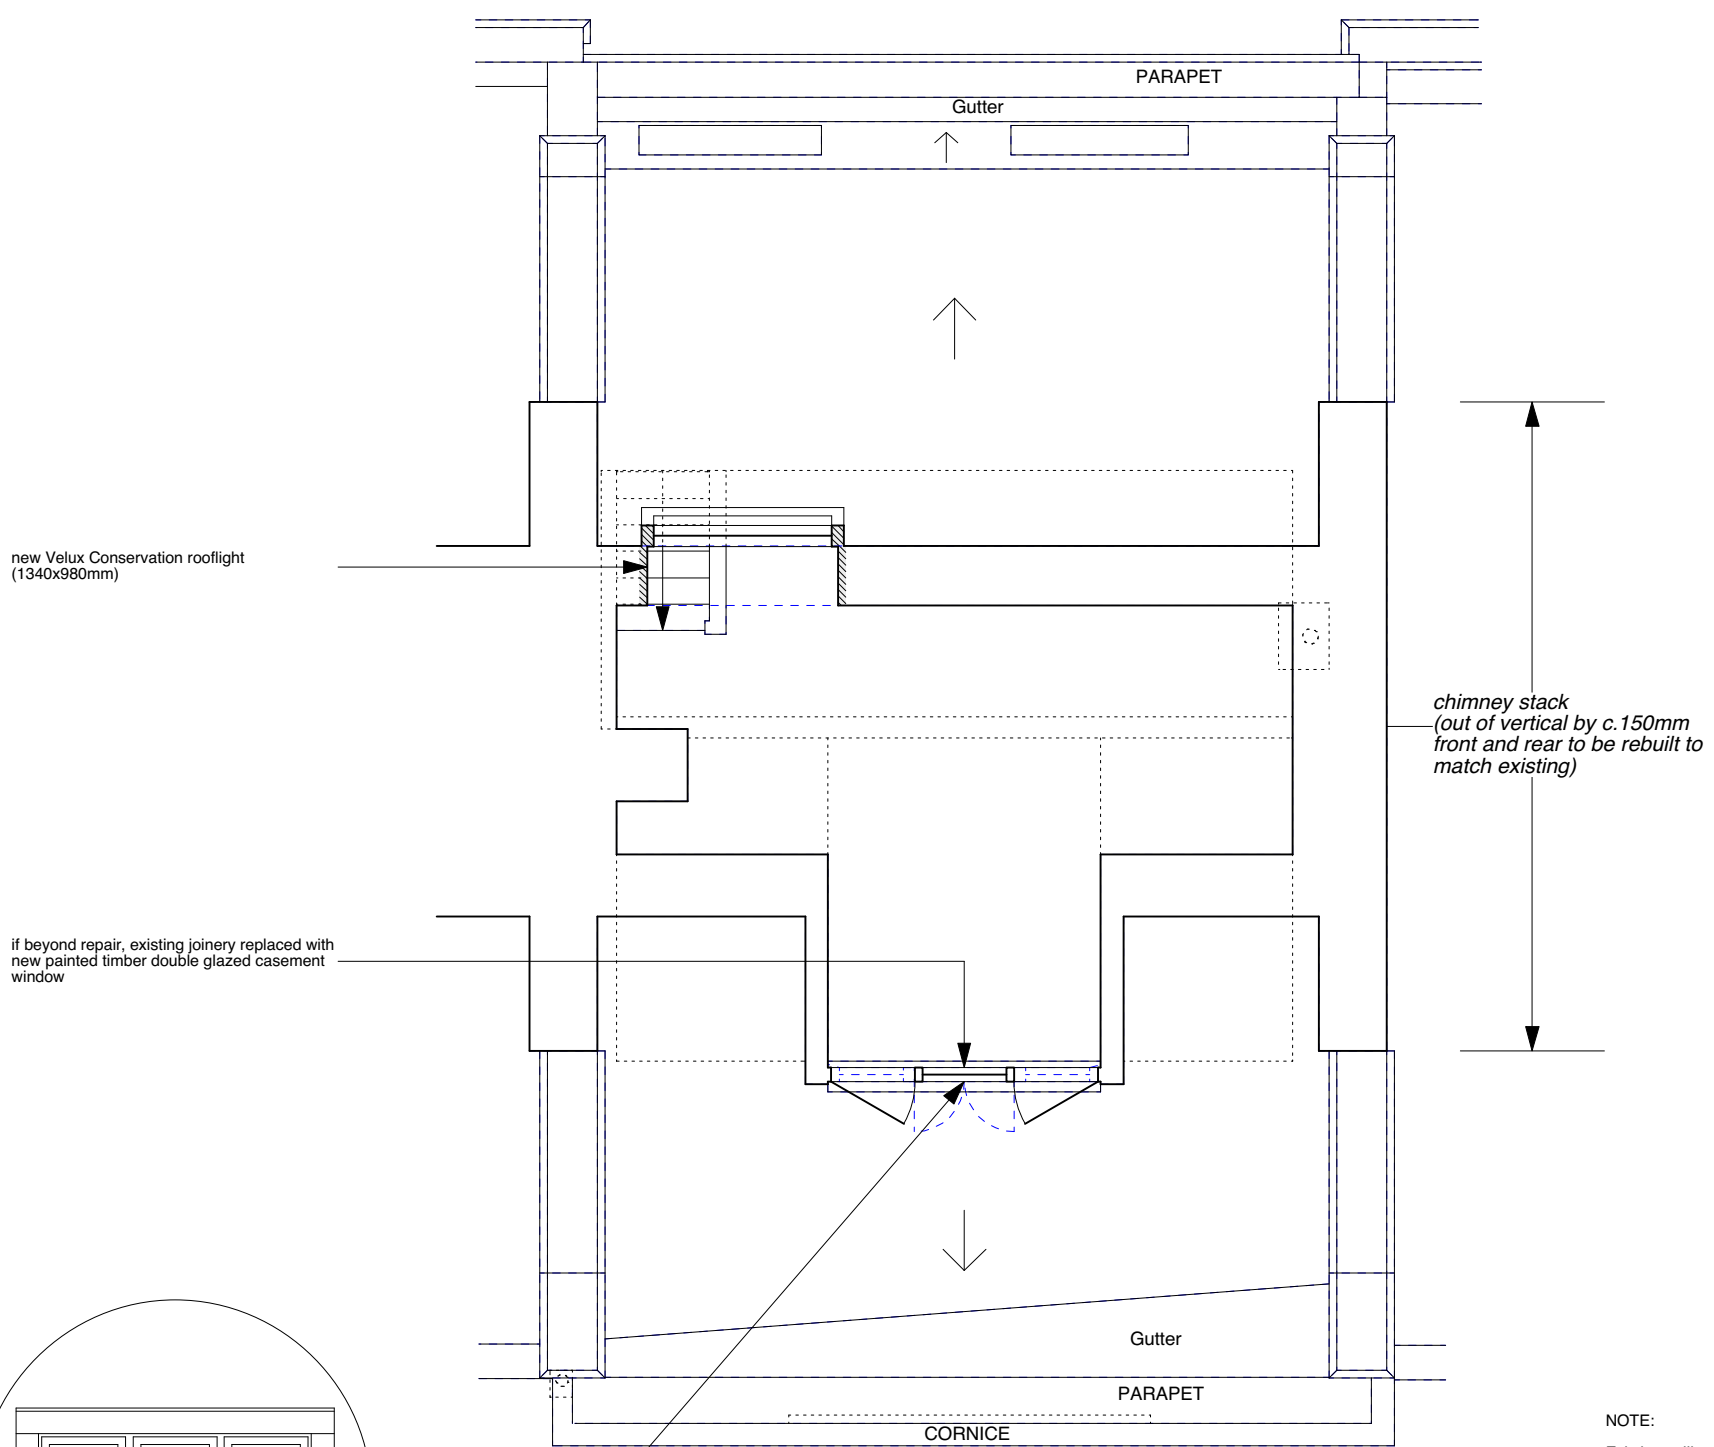 PARAPET
Gutter
new Velux Conservation rooflight
(1340x980mm)
chimney stack
(out of vertical by c.150mm
front and rear to be rebuilt to
match existing)
if beyond repair, existing joinery replaced with
new painted timber double glazed casement
window
Gutter
PARAPET
CORNICE
NOTE: